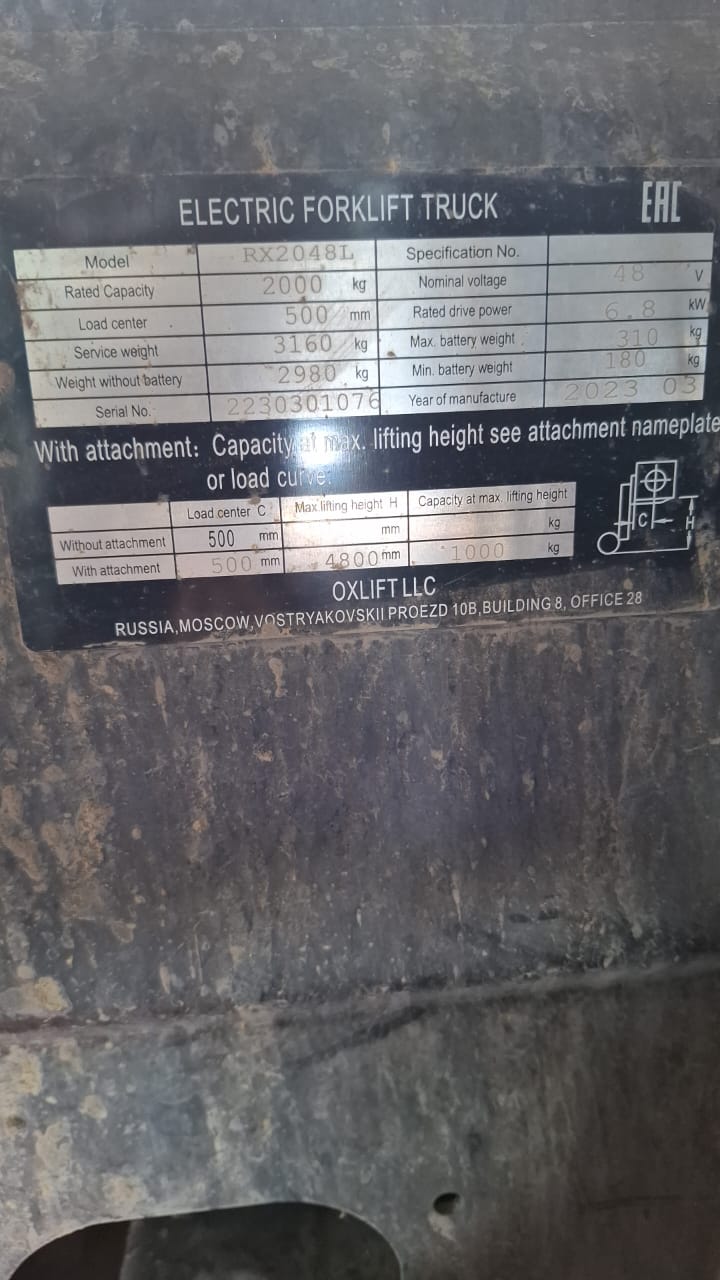 ELECTRIC FORKLIFT TRUCK EAC
Model RX2048L Specification No.
Rated Capacity 2000 kg Nominal voltage 48 V
Load center 500 mm Rated drive power 6.8 kW
Service weight 3160 kg Max. battery weight 310 kg
Weight without battery 2980 kg Min. battery weight 180 kg
Serial No. 2230301076 Year of manufacture 2023 03
With attachment: Capacity at max. lifting height see attachment nameplate
or load curve.
Load center C Max.lifting height H Capacity at max. lifting height
Without attachment 500 mm mm kg
With attachment 500 mm 4800 mm 1000 kg
C H
OXLIFT LLC
RUSSIA,MOSCOW,VOSTRYAKOVSKII PROEZD 10B,BUILDING 8, OFFICE 28